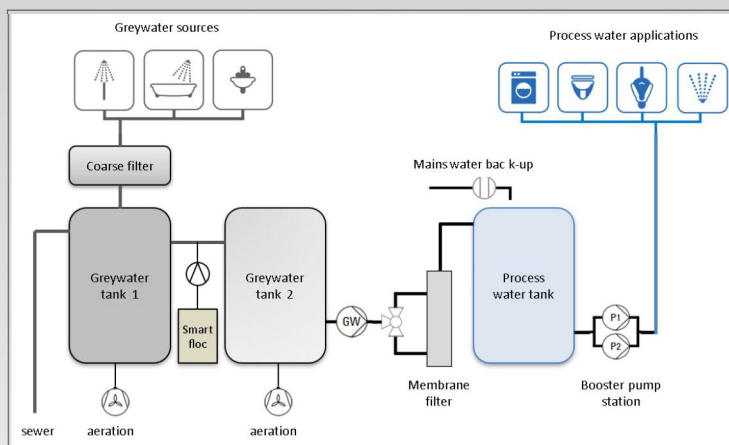 Greywater sources
Process water applications
Coarse filter
Mains water bac k-up
Greywater
tank 1
Greywater
tank 2
Process
water tank
Smart
floc
GW
P1
P2
Membrane
filter
Booster pump
station
sewer
aeration
aeration